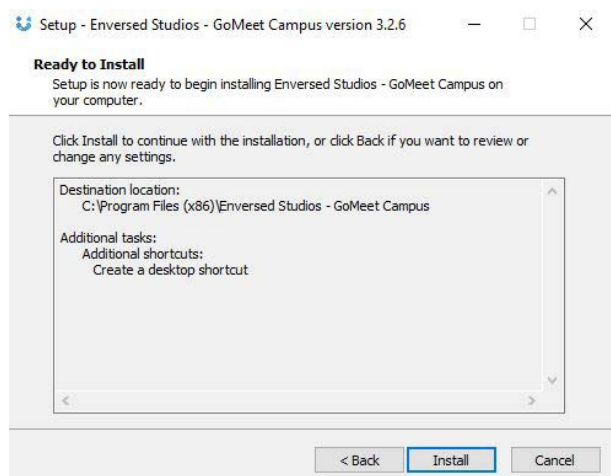 Setup - Enversed Studios - GoMeet Campus version 3.2.6
Ready to Install
Setup is now ready to begin installing Enversed Studios - GoMeet Campus on
your computer.
Click Install to continue with the installation, or click Back if you want to review or
change any settings.
Destination location:
C:\Program Files (x86)\Enversed Studios - GoMeet Campus
Additional tasks:
Additional shortcuts:
Create a desktop shortcut
< Back Install Cancel